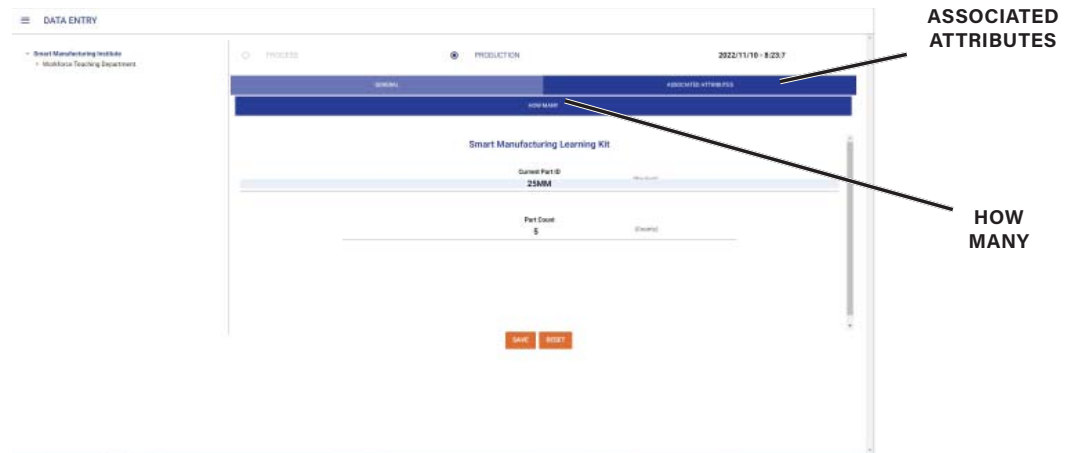 DATA ENTRY
ASSOCIATED
ATTRIBUTES
Smart Manufacturing Institute
Workforce Teaching Department
PROCESS
PRODUCTION
2022/11/10 - 8:23:7
GENERAL
ASSOCIATED ATTRIBUTES
HOW MANY
Smart Manufacturing Learning Kit
Current Part ID
25MM
HOW
MANY
Part Count
5
(Counts)
SAVE
RESET